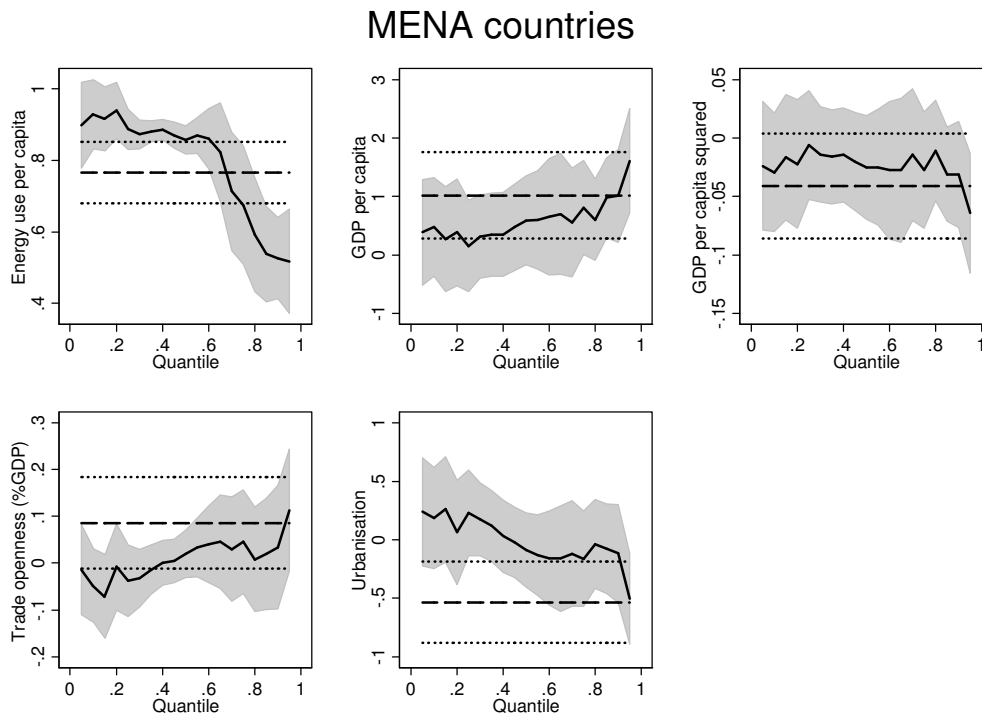 MENA countries
Energy use per capita
.4 .6 .8 1
0 .2 .4 .6 .8 1
Quantile
GDP per capita
-1 0 1 2 3
0 .2 .4 .6 .8 1
Quantile
GDP per capita squared
-.15 -.1 -.05 0 .05
0 .2 .4 .6 .8 1
Quantile
Trade openness (%GDP)
-.2 -.1 0 .1 .2 .3
0 .2 .4 .6 .8 1
Quantile
Urbanisation
-1 -.5 0 .5 1
0 .2 .4 .6 .8 1
Quantile